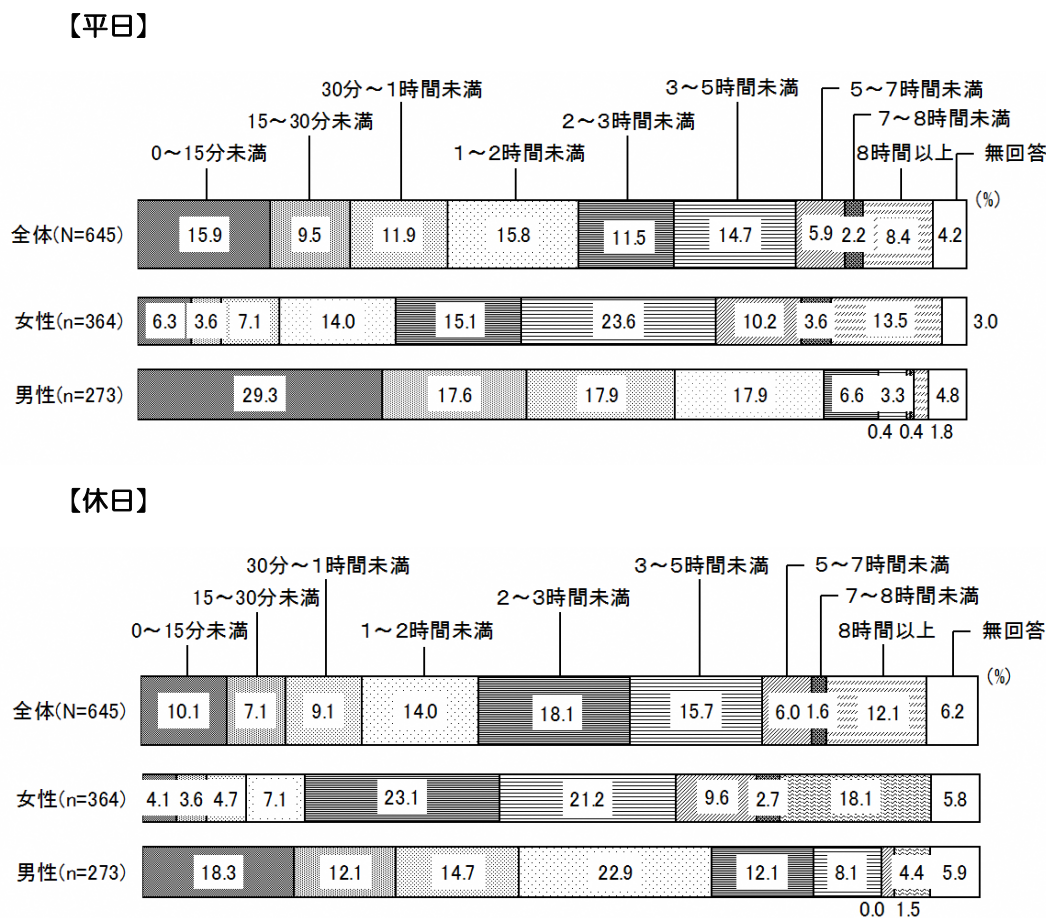 【平日】
30分～1時間未満
3～5時間未満
5～7時間未満
15～30分未満
2～3時間未満
7～8時間未満
0～15分未満
1～2時間未満
8時間以上
無回答
(%)
全体(N=645) 15.9 9.5 11.9 15.8 11.5 14.7 5.9 2.2 8.4 4.2
女性(n=364) 6.3 3.6 7.1 14.0 15.1 23.6 10.2 3.6 13.5 3.0
男性(n=273) 29.3 17.6 17.9 17.9 6.6 3.3 4.8
0.4 0.4 1.8
【休日】
30分～1時間未満
3～5時間未満
5～7時間未満
15～30分未満
2～3時間未満
7～8時間未満
0～15分未満
1～2時間未満
8時間以上
無回答
(%)
全体(N=645) 10.1 7.1 9.1 14.0 18.1 15.7 6.0 1.6 12.1 6.2
女性(n=364) 4.1 3.6 4.7 7.1 23.1 21.2 9.6 2.7 18.1 5.8
男性(n=273) 18.3 12.1 14.7 22.9 12.1 8.1 4.4 5.9
0.0 1.5